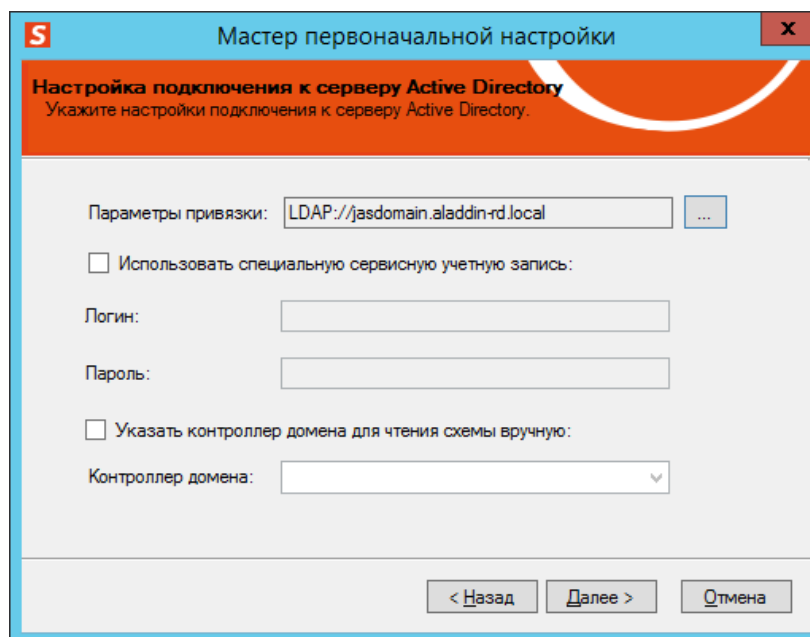 S
Мастер первоначальной настройки
x
Настройка подключения к серверу Active Directory
Укажите настройки подключения к серверу Active Directory.
Параметры привязки: LDAP://jasdomain.aladdin-rd.local ...
Использовать специальную сервисную учетную запись:
Логин:
Пароль:
Указать контроллер домена для чтения схемы вручную:
Контроллер домена:
< Назад Далее > Отмена